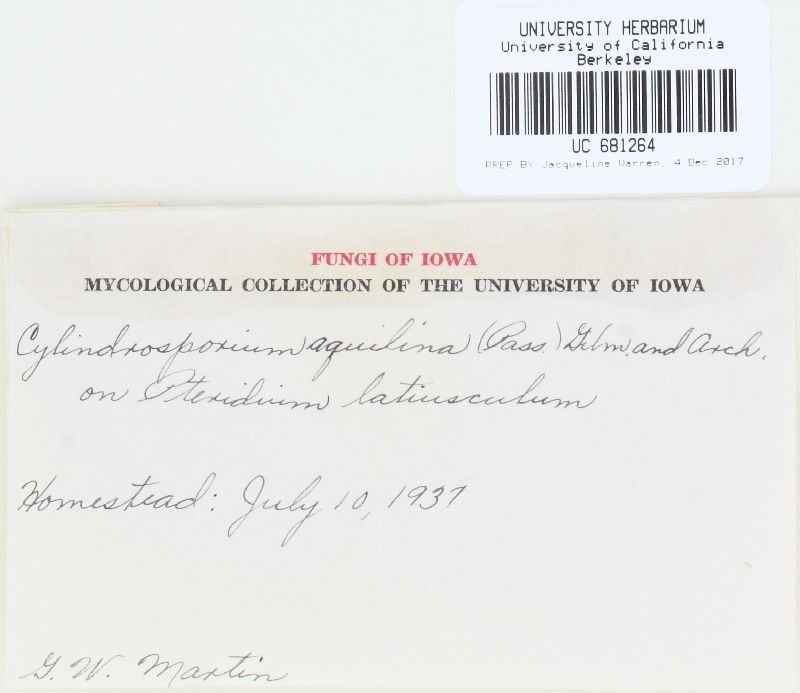 UNIVERSITY HERBARIUM
University of California
Berkeley
UC 681264
PREP BY Jacqueline Warren, 4 Dec 2017
FUNGI OF IOWA
MYCOLOGICAL COLLECTION OF THE UNIVERSITY OF IOWA
Cylindrosporium aquilina (Pass.) Gilm. and Arch.
on Pteridium latiusculum
Homestead: July 10, 1937
G. W. Martin